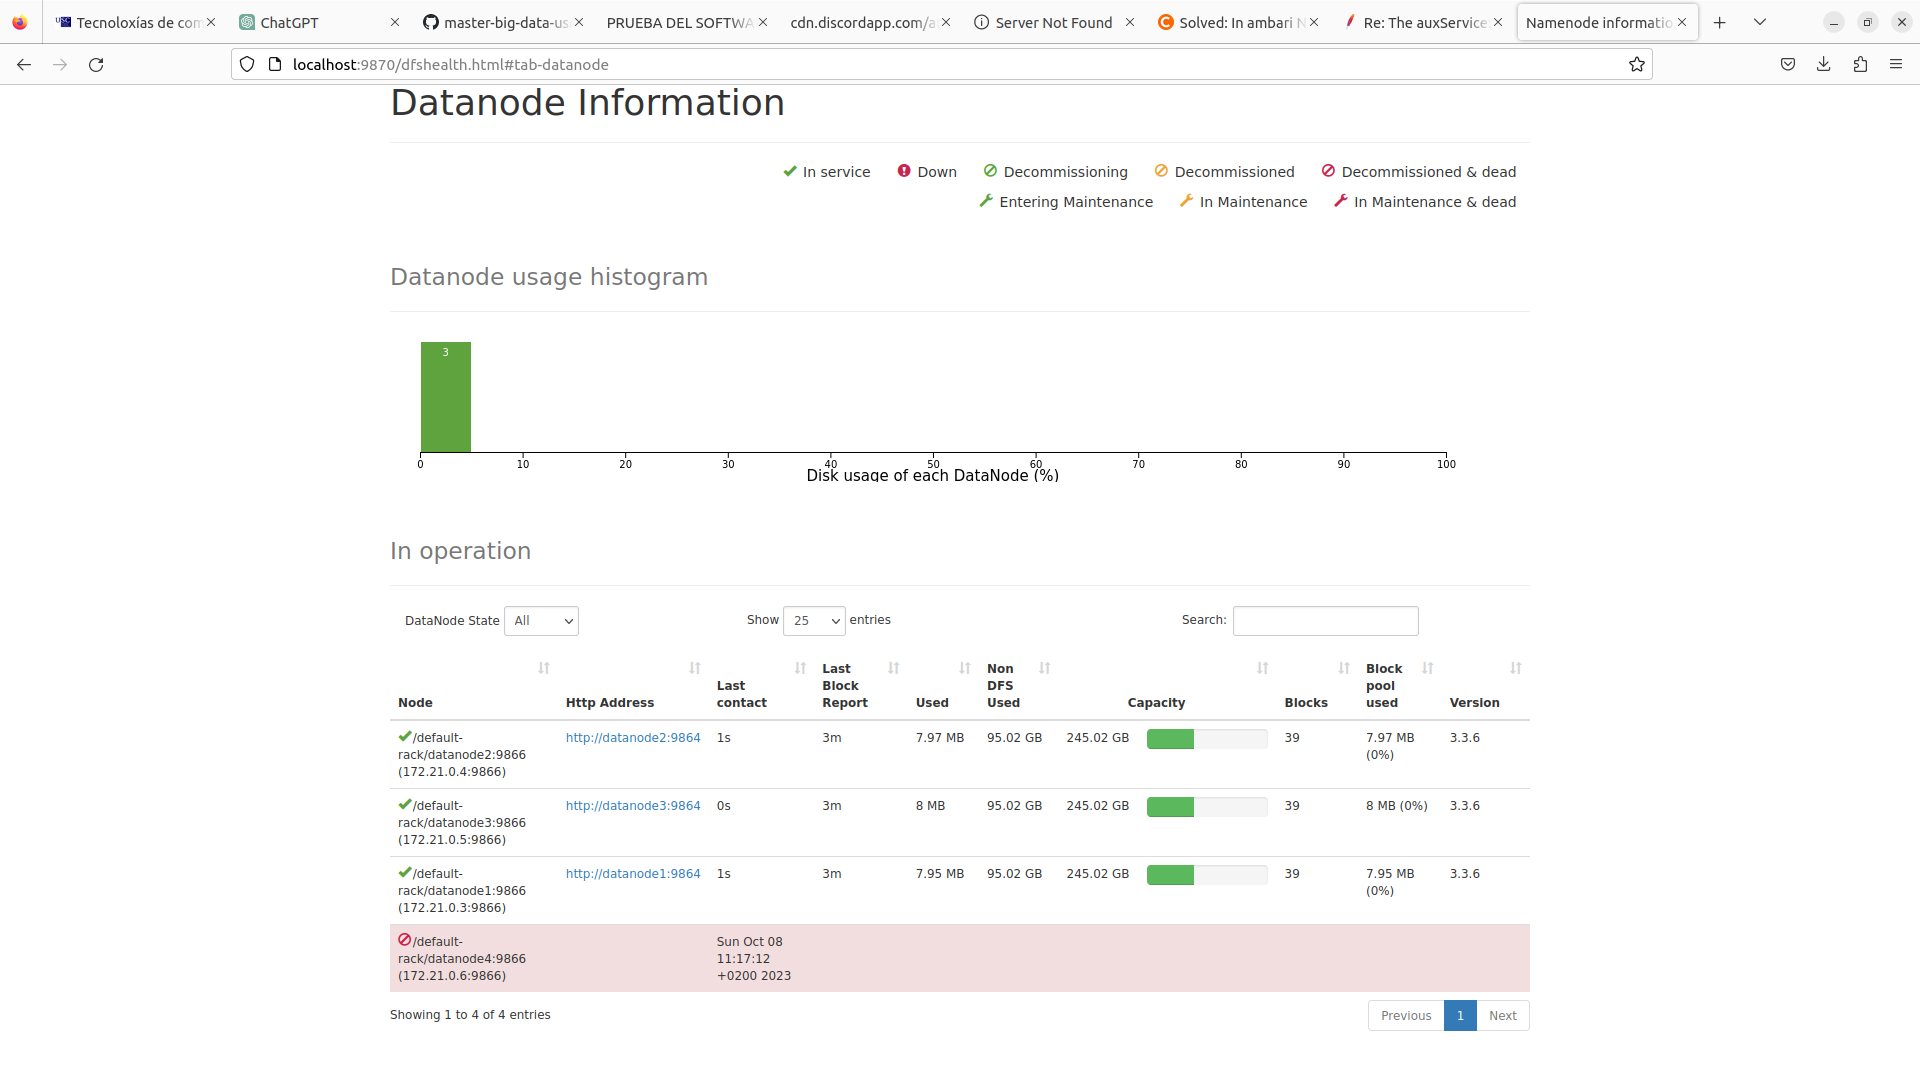 Tecnoloxías de com
ChatGPT
master-big-data-us
PRUEBA DEL SOFTWA
cdn.discordapp.com/a
Server Not Found
Solved: In ambari N
Re: The auxService
Namenode informatio
localhost:9870/dfshealth.html#tab-datanode
Datanode Information
In service Down Decommissioning Decommissioned Decommissioned & dead
Entering Maintenance In Maintenance In Maintenance & dead
Datanode usage histogram
3
0 10 20 30 40 50 60 70 80 90 100
Disk usage of each DataNode (%)
In operation
DataNode State All Show 25 entries Search:
Node
Http Address
Last
contact
Last
Block
Report
Used
Non
DFS
Used
Capacity
Blocks
Block
pool
used
Version
/default-
rack/datanode2:9866
(172.21.0.4:9866)
http://datanode2:9864
1s
3m
7.97 MB
95.02 GB
245.02 GB
39
7.97 MB
(0%)
3.3.6
/default-
rack/datanode3:9866
(172.21.0.5:9866)
http://datanode3:9864
0s
3m
8 MB
95.02 GB
245.02 GB
39
8 MB (0%)
3.3.6
/default-
rack/datanode1:9866
(172.21.0.3:9866)
http://datanode1:9864
1s
3m
7.95 MB
95.02 GB
245.02 GB
39
7.95 MB
(0%)
3.3.6
/default-
rack/datanode4:9866
(172.21.0.6:9866)
Sun Oct 08
11:17:12
+0200 2023
Showing 1 to 4 of 4 entries
Previous 1 Next